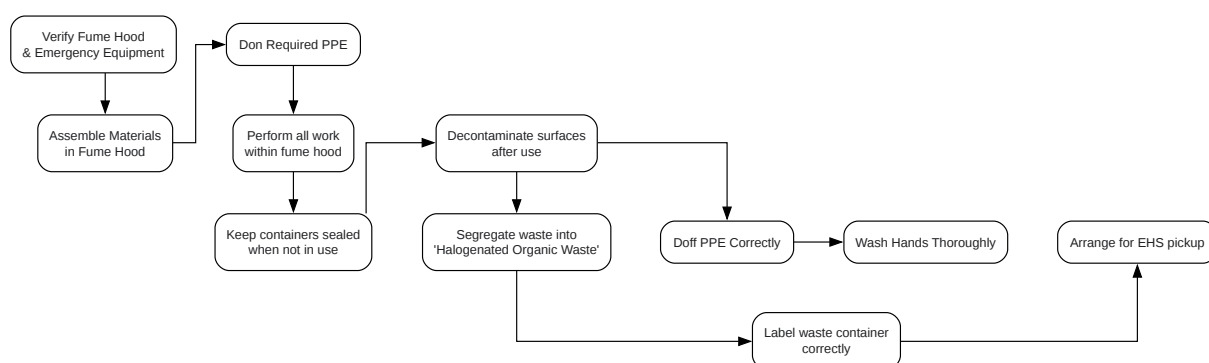 Verify Fume Hood
& Emergency Equipment
Assemble Materials
in Fume Hood
Don Required PPE
Perform all work
within fume hood
Keep containers sealed
when not in use
Decontaminate surfaces
after use
Segregate waste into
'Halogenated Organic Waste'
Doff PPE Correctly
Wash Hands Thoroughly
Label waste container
correctly
Arrange for EHS pickup